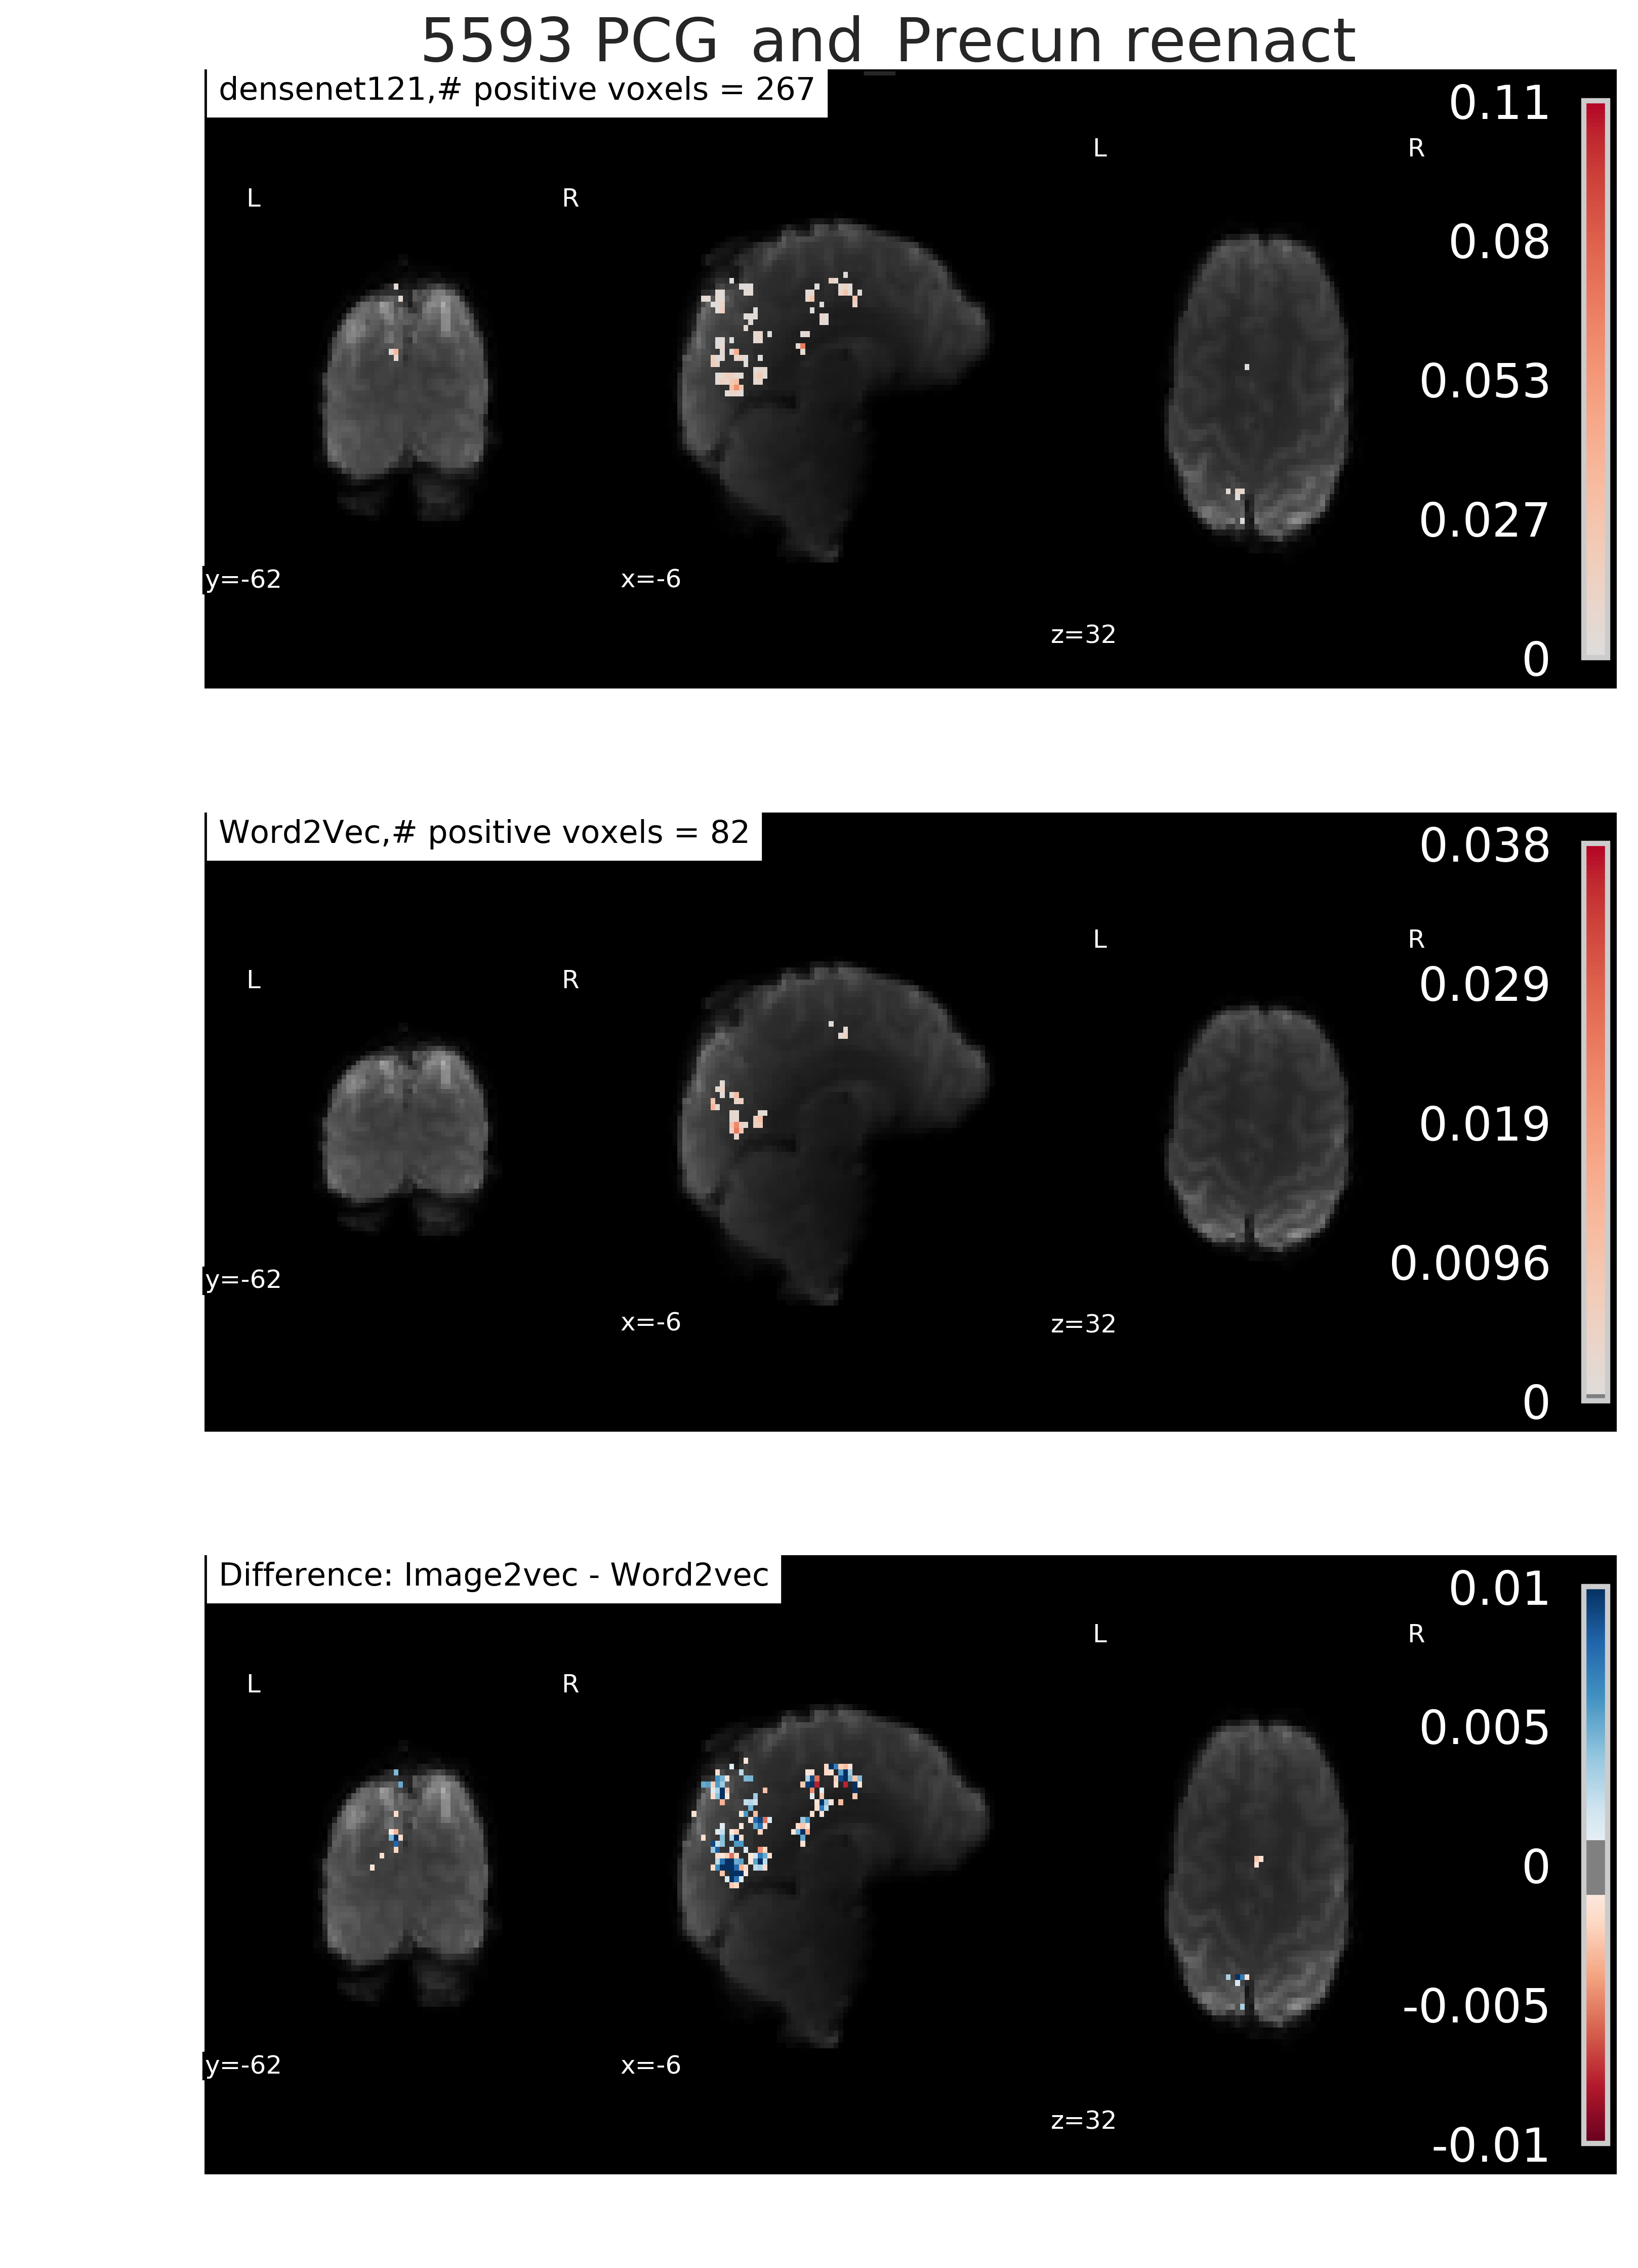 5593 PCG_and_Precun reenact
densenet121,# positive voxels = 267
0.11
L R
L R
0.08
0.053
0.027
y=-62 x=-6
z=32
0
Word2Vec,# positive voxels = 82
0.038
L R
L R
0.029
0.019
0.0096
y=-62
x=-6 z=32
0
Difference: Image2vec - Word2vec
0.01
L R
L R
0.005
0
-0.005
y=-62 x=-6
z=32
-0.01